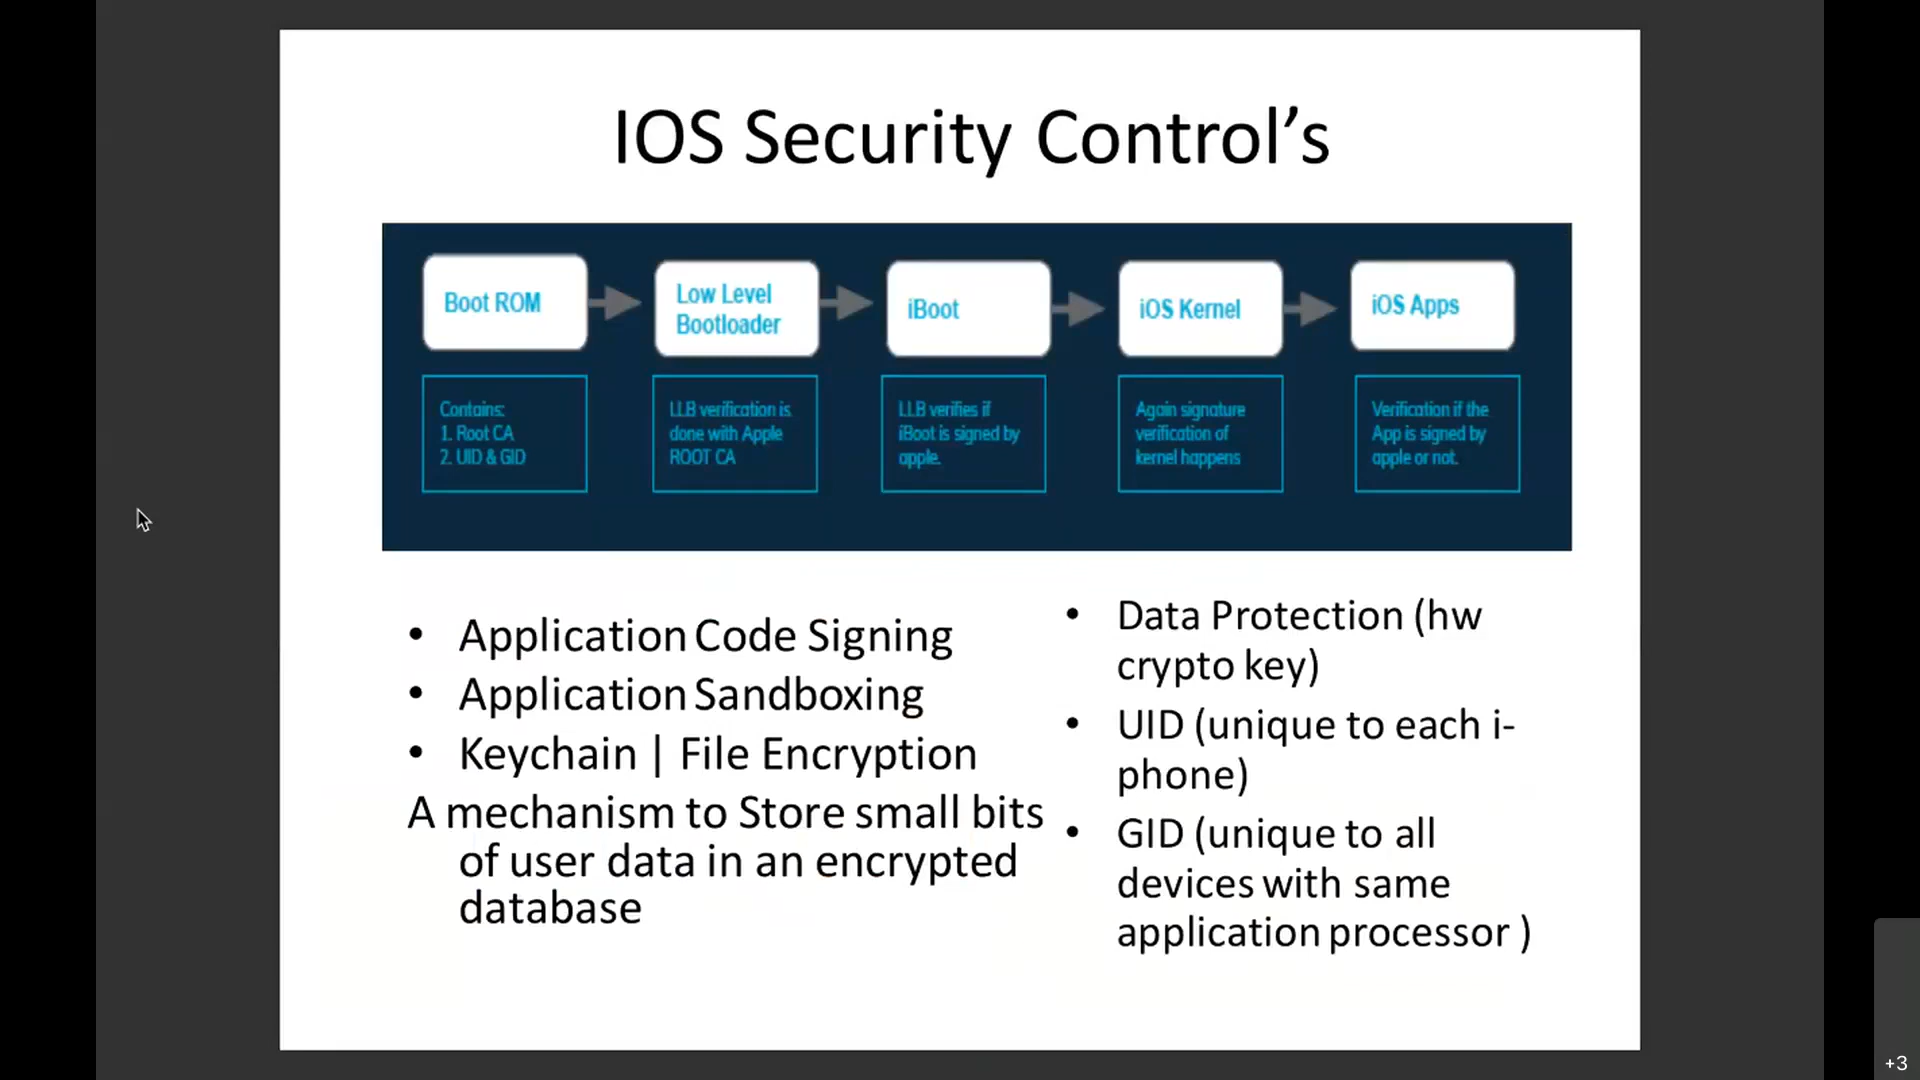 IOS Security Control’s
Boot ROM
Low Level
Bootloader
iBoot
iOS Kernel
iOS Apps
Contains:
1. Root CA
2. UID & GID
LLB verification is
done with Apple
ROOT CA
LLB verifies if
iBoot is signed by
apple.
Again signature
verification of
kernel happens
Verification if the
App is signed by
apple or not.
• Application Code Signing
• Application Sandboxing
• Keychain | File Encryption
A mechanism to Store small bits
of user data in an encrypted
database
• Data Protection (hw
crypto key)
• UID (unique to each i-
phone)
• GID (unique to all
devices with same
application processor )
+3